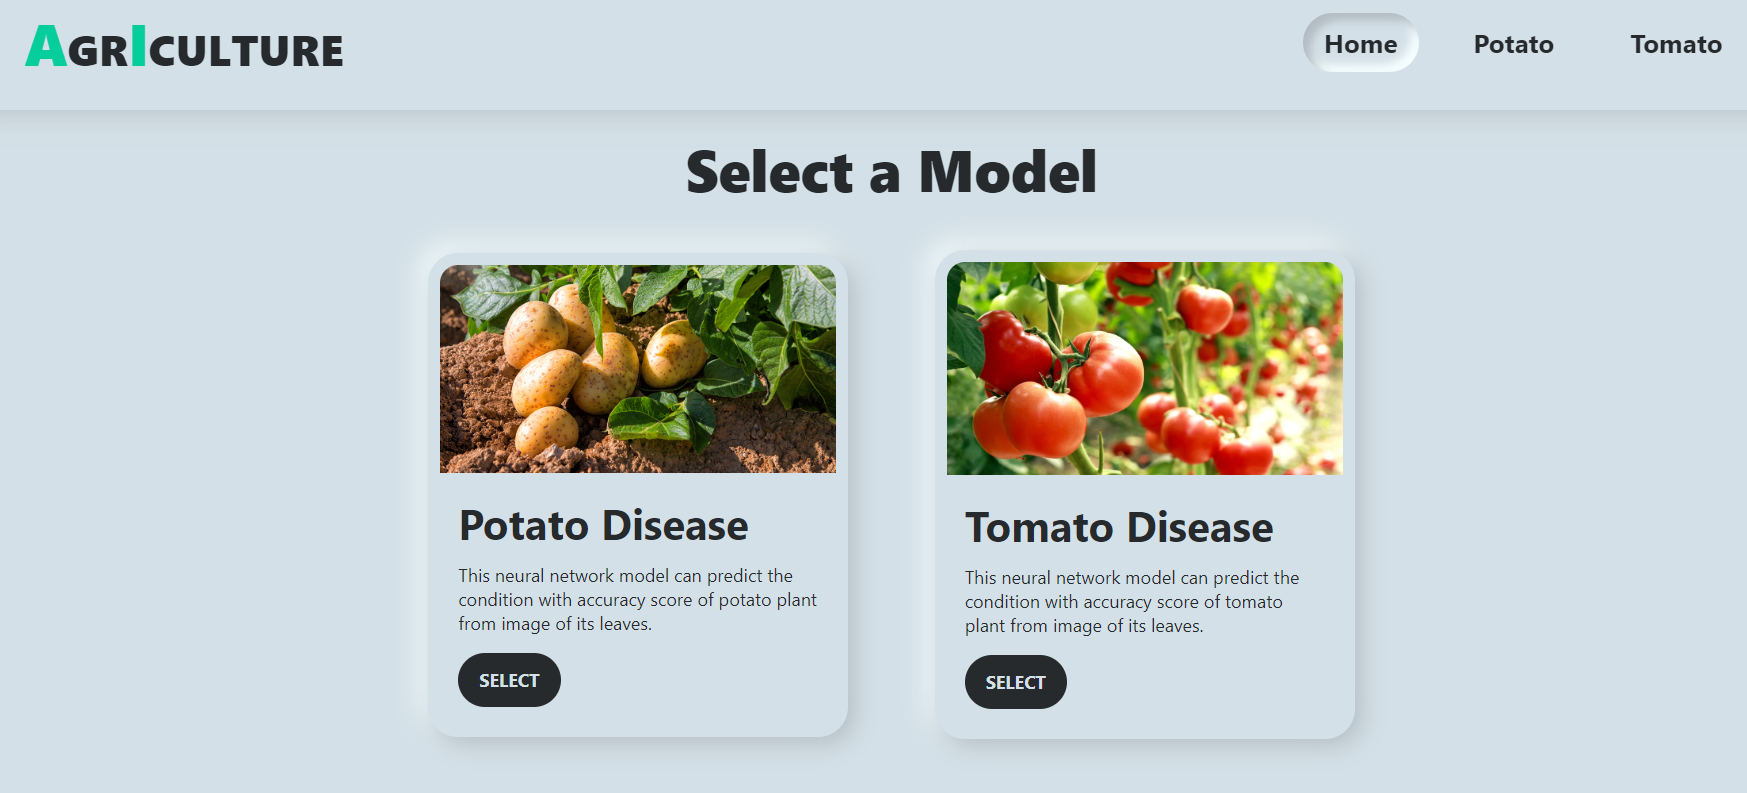 AGRICULTURE
Home
Potato
Tomato
Select a Model
Potato Disease
This neural network model can predict the
condition with accuracy score of potato plant
from image of its leaves.
SELECT
Tomato Disease
This neural network model can predict the
condition with accuracy score of tomato
plant from image of its leaves.
SELECT